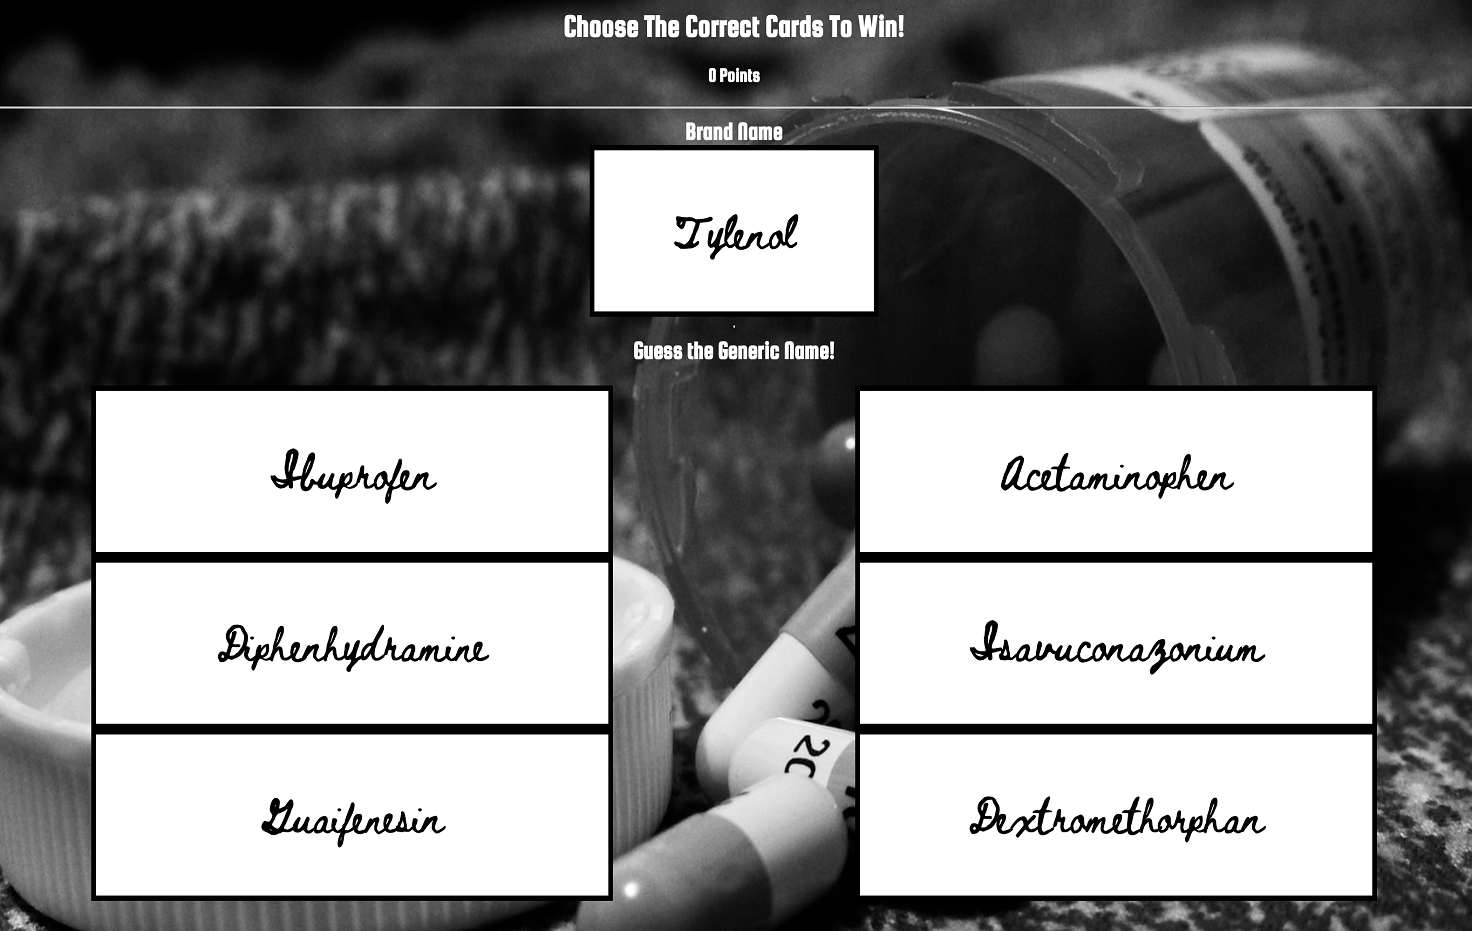 Choose The Correct Cards To Win!
0 Points
Brand Name
Tylenol
.
Guess the Generic Name!
Ibuprofen
Acetaminophen
Diphenhydramine
Isavuconazonium
Guaifenesin
Dextromethorphan